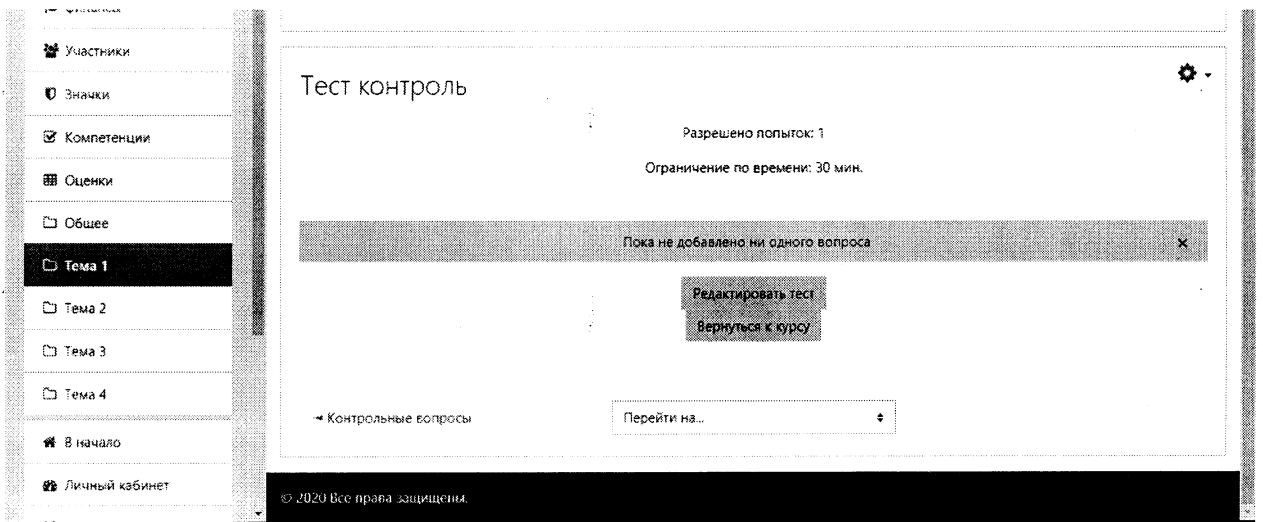 Участники
Значки
Компетенции
Оценки
Общее
Тема 1
Тема 2
Тема 3
Тема 4
В начало
Личный кабинет
Тест контроль
Разрешено попыток: 1
Ограничение по времени: 30 мин.
Пока не добавлено ни одного вопроса
Редактировать тест
Вернуться к курсу
Контрольные вопросы
Перейти на...
© 2020 Все права защищены.